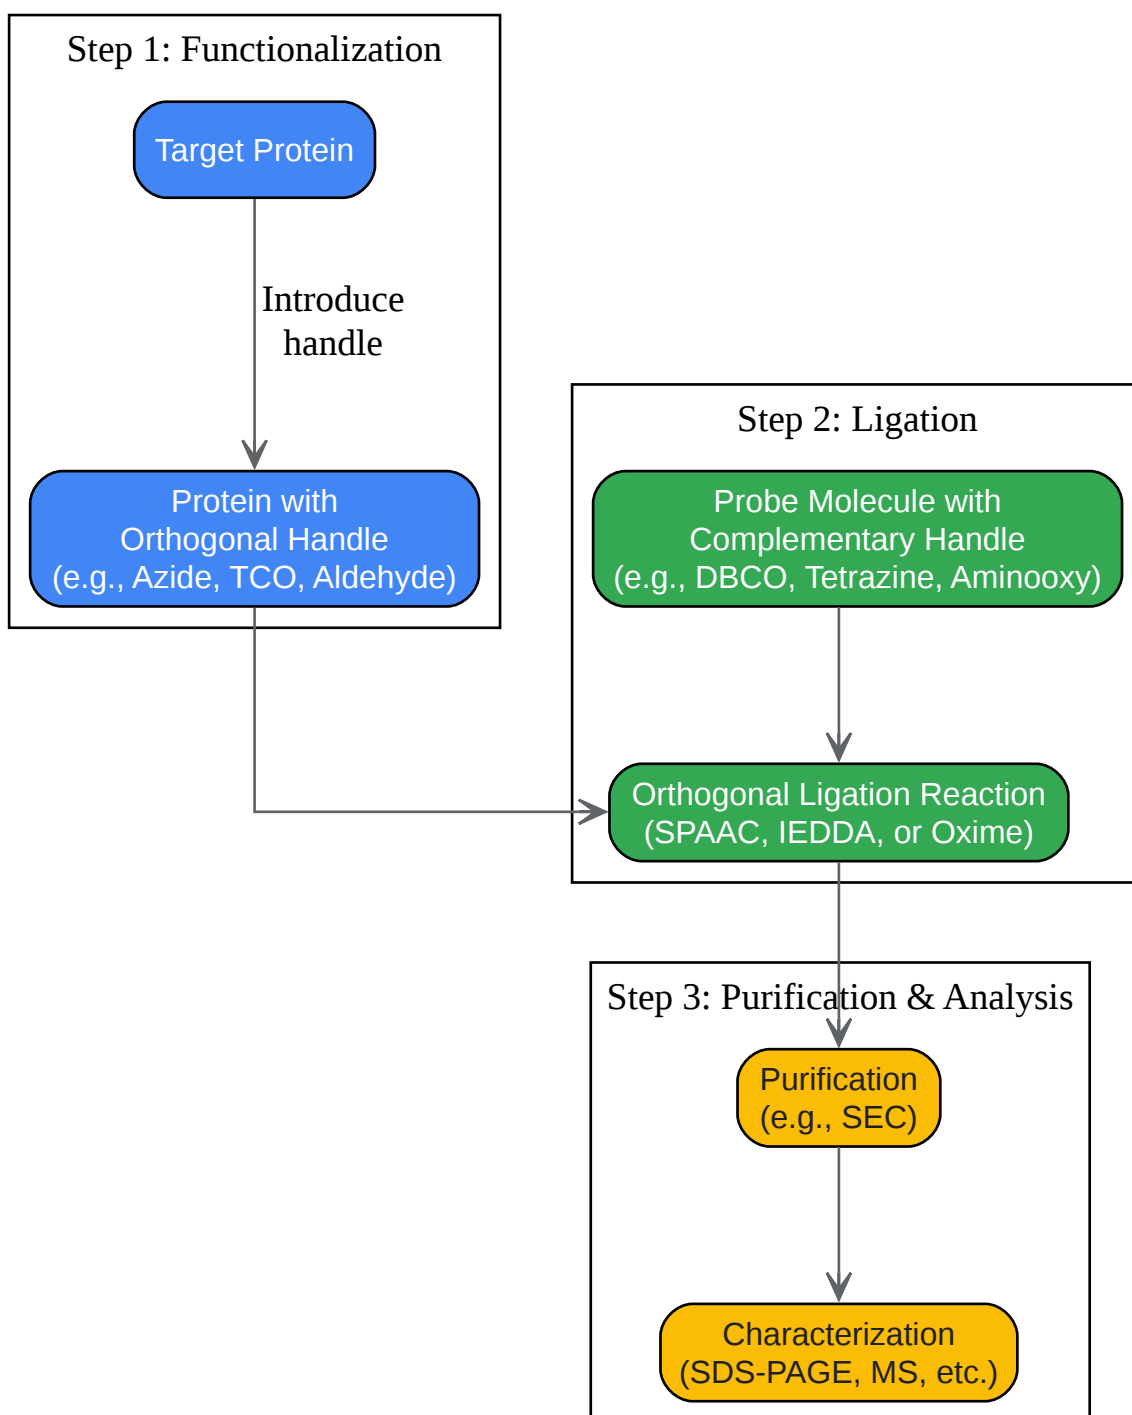 Step 1: Functionalization
Target Protein
Introduce
handle
Protein with
Orthogonal Handle
(e.g., Azide, TCO, Aldehyde)
Step 2: Ligation
Probe Molecule with
Complementary Handle
(e.g., DBCO, Tetrazine, Aminooxy)
Orthogonal Ligation Reaction
(SPAAC, IEDDA, or Oxime)
Step 3: Purification & Analysis
Purification
(e.g., SEC)
Characterization
(SDS-PAGE, MS, etc.)